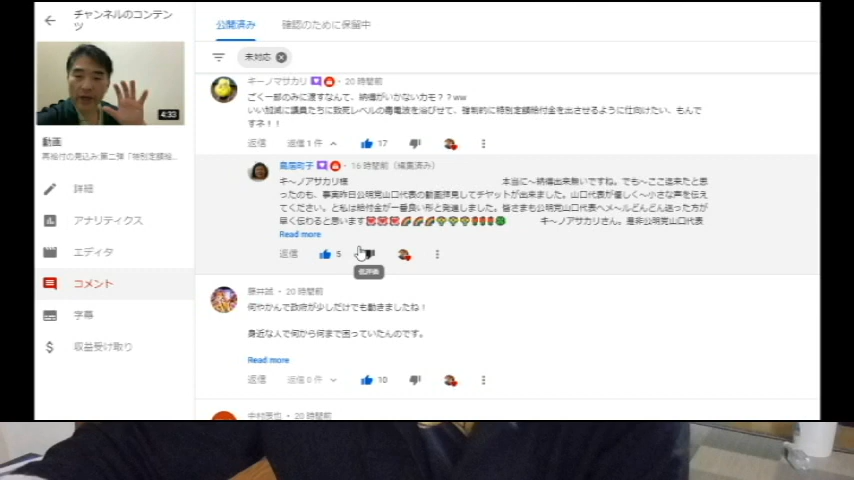 チャンネルのコンテンツ
4:33
動画
再給付の見込み 第二弾「特別定額給...
詳細
アナリティクス
エディタ
コメント
字幕
収益受け取り
公開済み
確認のために保留中
未対応
キーノマサカリ ・ 20 時間前
ごく一部のみに渡すなんて、納得がいかないカモ？？ww
いい加減に議員たちに致死レベルの毒電波を浴びせて、強制的に特別定額給付金を出させるように仕向けたい、もんで
すネ！！
返信 返信 1 件 17
16 時間前（編集済み）
キ～ノアサカリ様 本当に～納得出来無いですね。でも～ここ迄来たと思
ったのも、事実昨日公明党山口代表の動画拝見してチヤットが出来ました。山口代表が優しく～小さな声を伝え
てください。と私は給付金が一番良い形と発進しました。皆さまも公明党山口代表へメ～ルどんどん送った方が
早く伝わると思います キ～ノアサカリさん。是非公明党山口代表
Read more
返信 5
低評価
藤井誠 ・ 20 時間前
何やかんで政府が少しだけでも動きましたね！
身近な人で何から何まで困っていたんのです。
Read more
返信 返信 0 件 10
・ 20 時間前